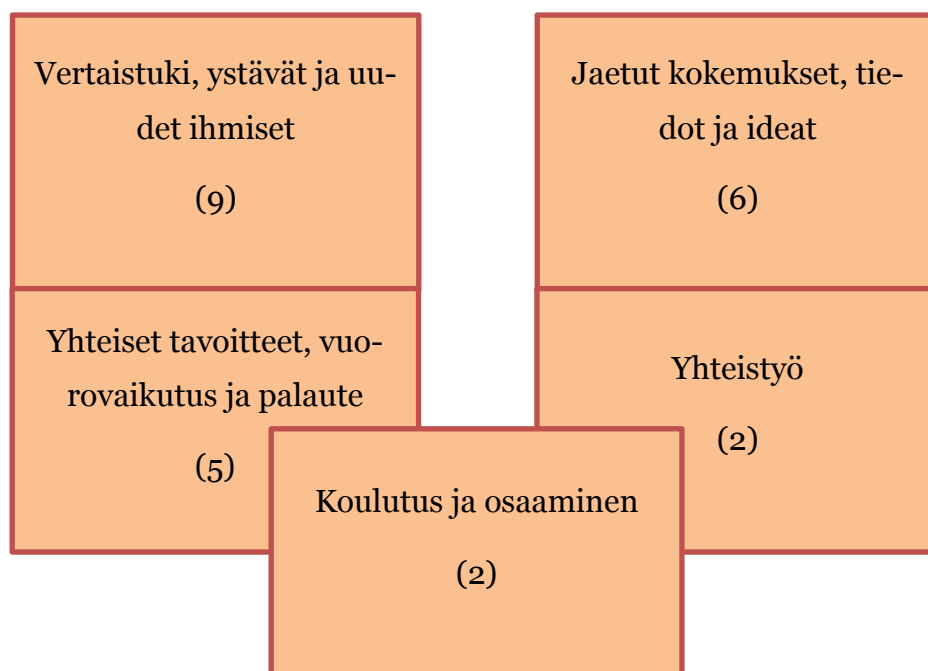 Vertaistuki, ystävät ja uu-
det ihmiset
(9)
Jaetut kokemukset, tie-
dot ja ideat
(6)
Yhteiset tavoitteet, vuo-
rovaikutus ja palaute
(5)
Yhteistyö
(2)
Koulutus ja osaaminen
(2)